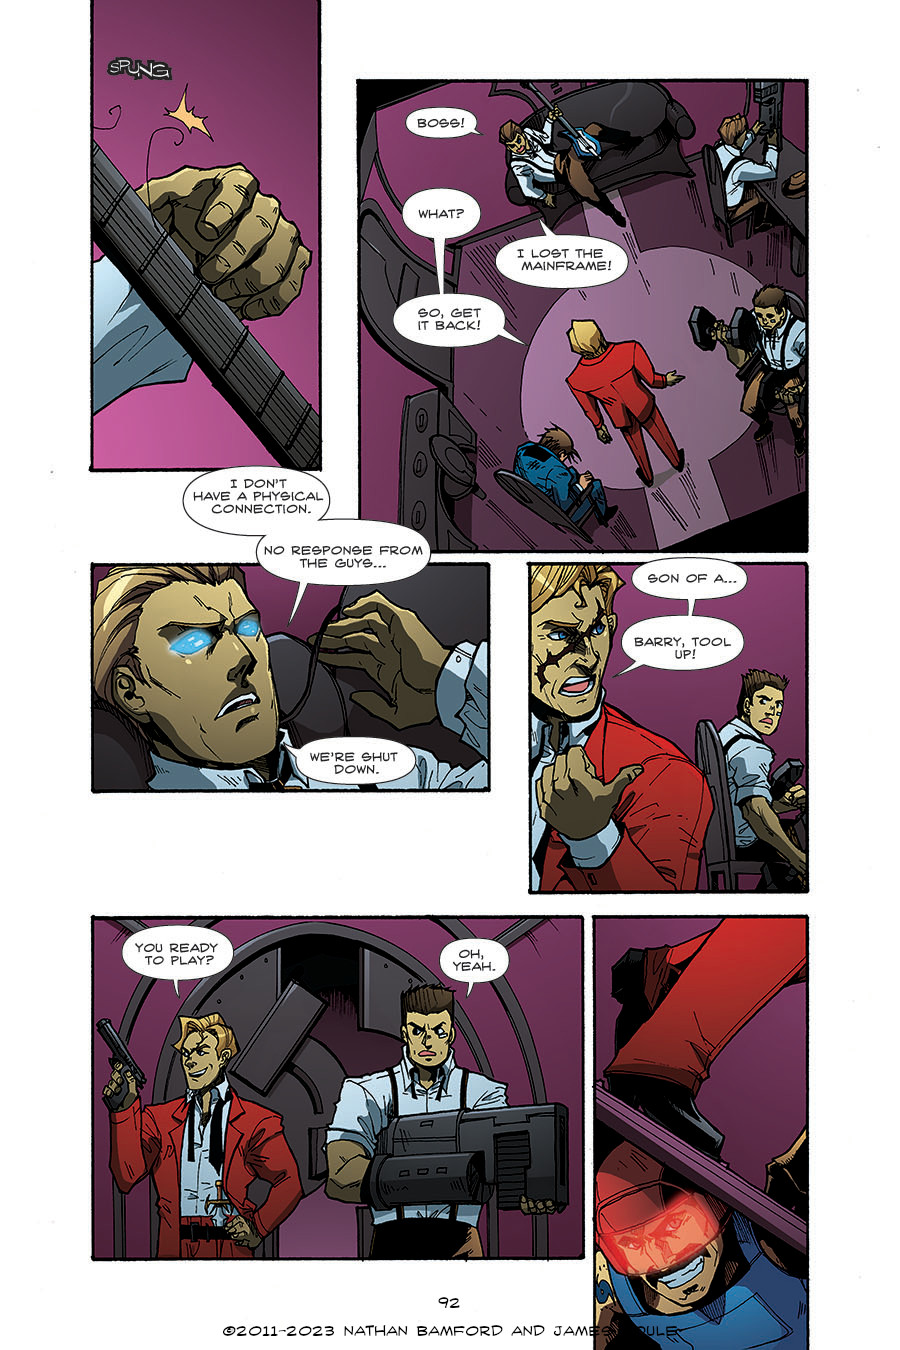 SPUNG
BOSS!
I LOST THE
MAINFRAME!
WHAT?
SO, GET
IT BACK!
I DON'T
HAVE A PHYSICAL
CONNECTION.
NO RESPONSE FROM
THE GUYS...
WE'RE SHUT
DOWN.
SON OF A...
BARRY, TOOL
UP!
YOU READY
TO PLAY?
OH,
YEAH.
92
©2011-2023 NATHAN BAMFORD AND JAMES